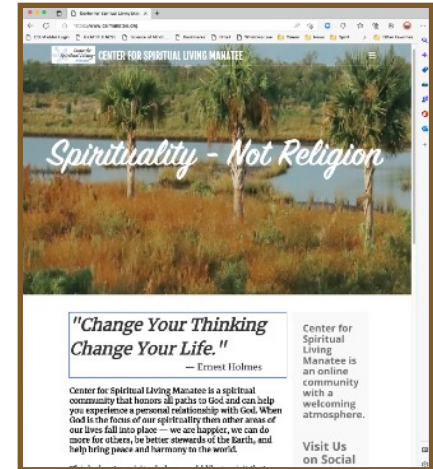 Center for Spiritual Living Man
CENTER FOR SPIRITUAL LIVING MANATEE
Spirituality - Not Religion
"Change Your Thinking
Change Your Life."
— Ernest Holmes
Center for Spiritual Living Manatee is a spiritual
community that honors all paths to God and can help
you experience a personal relationship with God. When
God is the focus of our spirituality then other areas of
our lives fall into place — we are happier, we can do
more for others, be better stewards of the Earth, and
help bring peace and harmony to the world.
Center for
Spiritual
Living
Manatee is
an online
community
with a
welcoming
atmosphere.
Visit Us
on Social